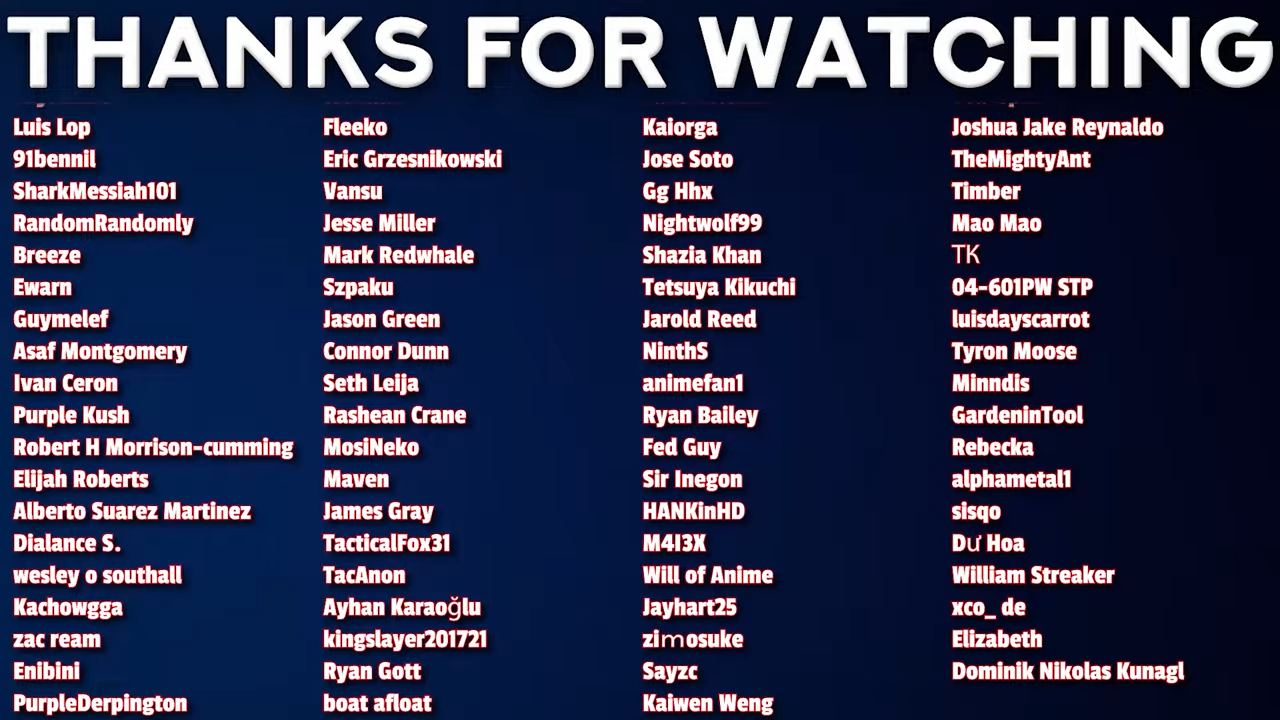 THANKS FOR WATCHING
Luis Lop
91bennil
SharkMessiah101
RandomRandomly
Breeze
Ewarn
Guymelef
Asaf Montgomery
Ivan Ceron
Purple Kush
Robert H Morrison-cumming
Elijah Roberts
Alberto Suarez Martinez
Dialance S.
wesley o southall
Kachowgga
zac ream
Enibini
PurpleDerpington
Fleeko
Eric Grzesnikowski
Vansu
Jesse Miller
Mark Redwhale
Szpaku
Jason Green
Connor Dunn
Seth Leija
Rashean Crane
MosiNeko
Maven
James Gray
TacticalFox31
TacAnon
Ayhan Karaoğlu
kingslayer201721
Ryan Gott
boat afloat
Kaiorga
Jose Soto
Gg Hhx
Nightwolf99
Shazia Khan
Tetsuya Kikuchi
Jarold Reed
NinthS
animefan1
Ryan Bailey
Fed Guy
Sir Inegon
HANKinHD
M4I3X
Will of Anime
Jayhart25
zimosuke
Sayzc
Kaiwen Weng
Joshua Jake Reynaldo
TheMightyAnt
Timber
Mao Mao
TK
04-601PW STP
luisdayscarrot
Tyron Moose
Minndis
GardeninTool
Rebecka
alphametal1
sisqo
Dư Hoa
William Streaker
xco_ de
Elizabeth
Dominik Nikolas Kunagl